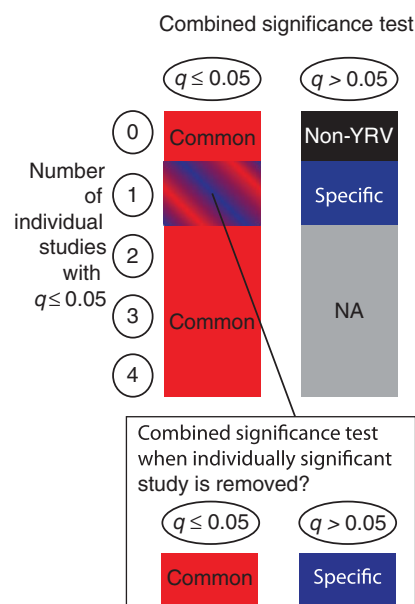 Combined significance test
q ≤ 0.05 q > 0.05
0 Common Non-YRV
Number
of
individual
studies
with
q ≤ 0.05
1 Specific
2
3 Common NA
4
Combined significance test
when individually significant
study is removed?
q ≤ 0.05 q > 0.05
Common Specific